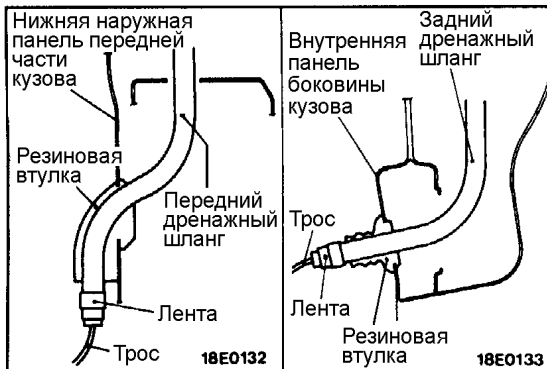 Нижняя наружная
панель передней
части
кузова
Резиновая
втулка
Передний
дренажный
шланг
Лента
Трос
18E0132
Задний
дренажный
шланг
Внутренняя
панель
боковины
кузова
Трос
Лента
Резиновая
втулка
18E0133